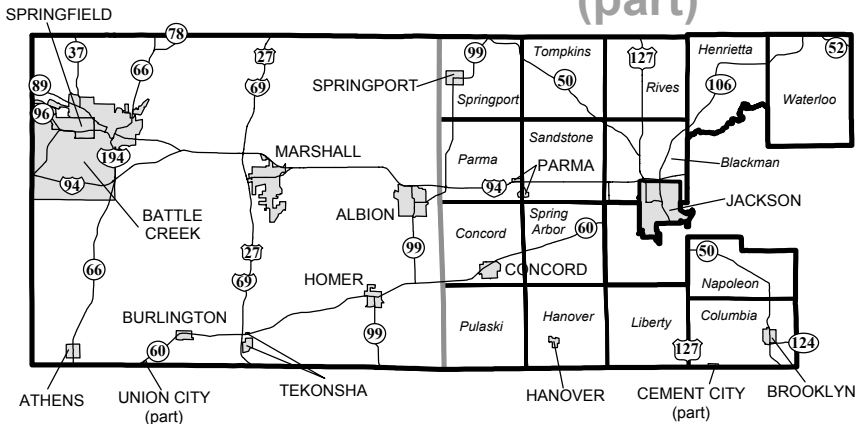 (part)
SPRINGFIELD
37
78
66
89
96
194
94
BATTLE
CREEK
66
ATHENS
60
BURLINGTON
UNION CITY
(part)
27
69
MARSHALL
27
69
TEKONSHA
HOMER
99
99
ALBION
SPRINGPORT
99
Springport
Tompkins
50
127
Rives
Henrietta
106
52
Waterloo
Parma
Sandstone
PARMA
94
Blackman
JACKSON
Concord
Spring
Arbor
60
CONCORD
50
Napoleon
Pulaski
Hanover
Liberty
127
Columbia
124
HANOVER
CEMENT CITY
(part)
BROOKLYN